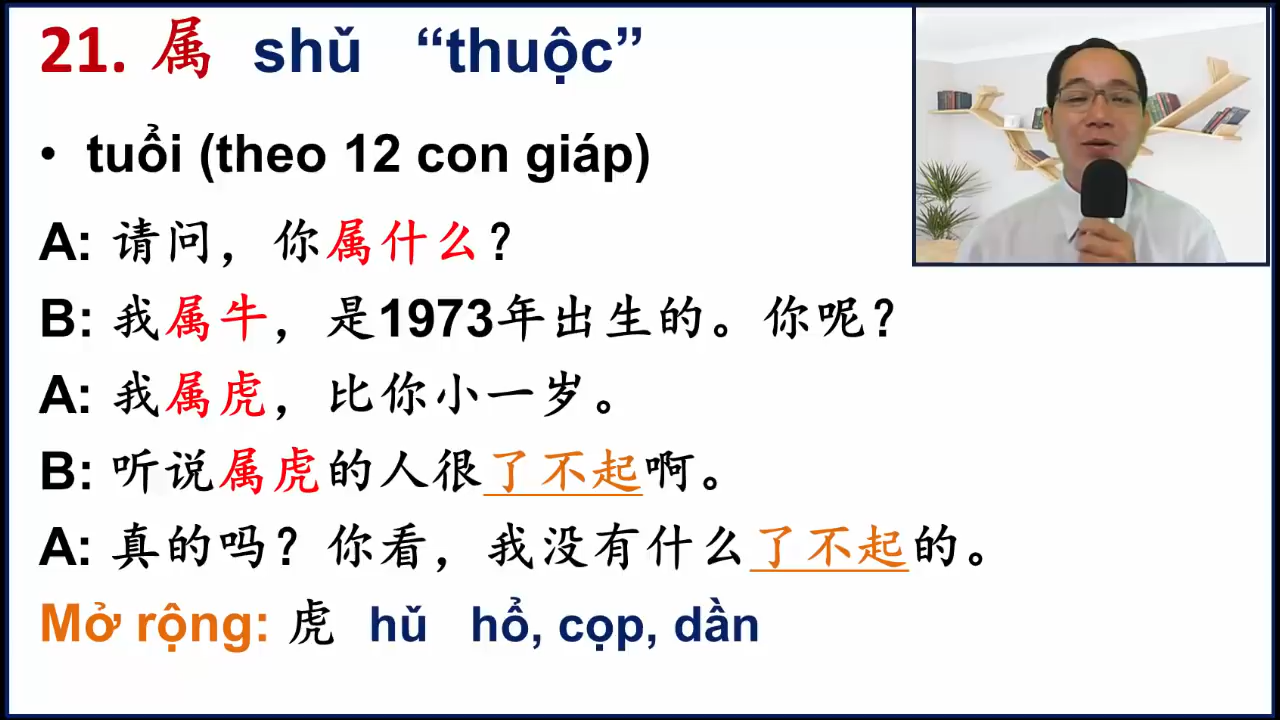 21. 属 shǔ “thuộc”
• tuổi (theo 12 con giáp)
A: 请问，你属什么？
B: 我属牛，是1973年出生的。你呢？
A: 我属虎，比你小一岁。
B: 听说属虎的人很了不起啊。
A: 真的吗？你看，我没有什么了不起的。
Mở rộng: 虎 hǔ hổ, cọp, dần